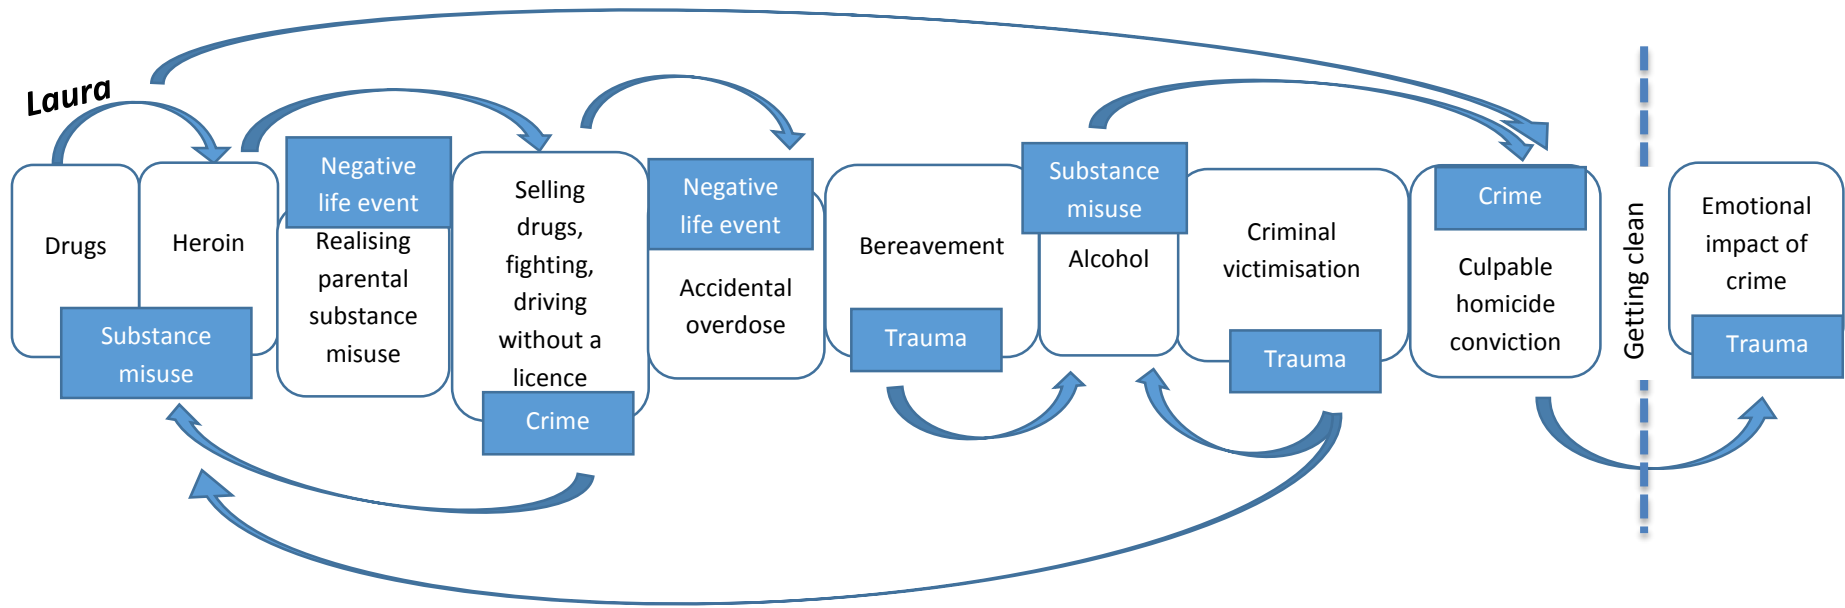 Laura
Drugs
Heroin
Substance
misuse
Negative
life event
Realising
parental
substance
misuse
Selling
drugs,
fighting,
driving
without a
licence
Crime
Negative
life event
Accidental
overdose
Bereavement
Trauma
Substance
misuse
Alcohol
Criminal
victimisation
Trauma
Crime
Culpable
homicide
conviction
Getting clean
Emotional
impact of
crime
Trauma